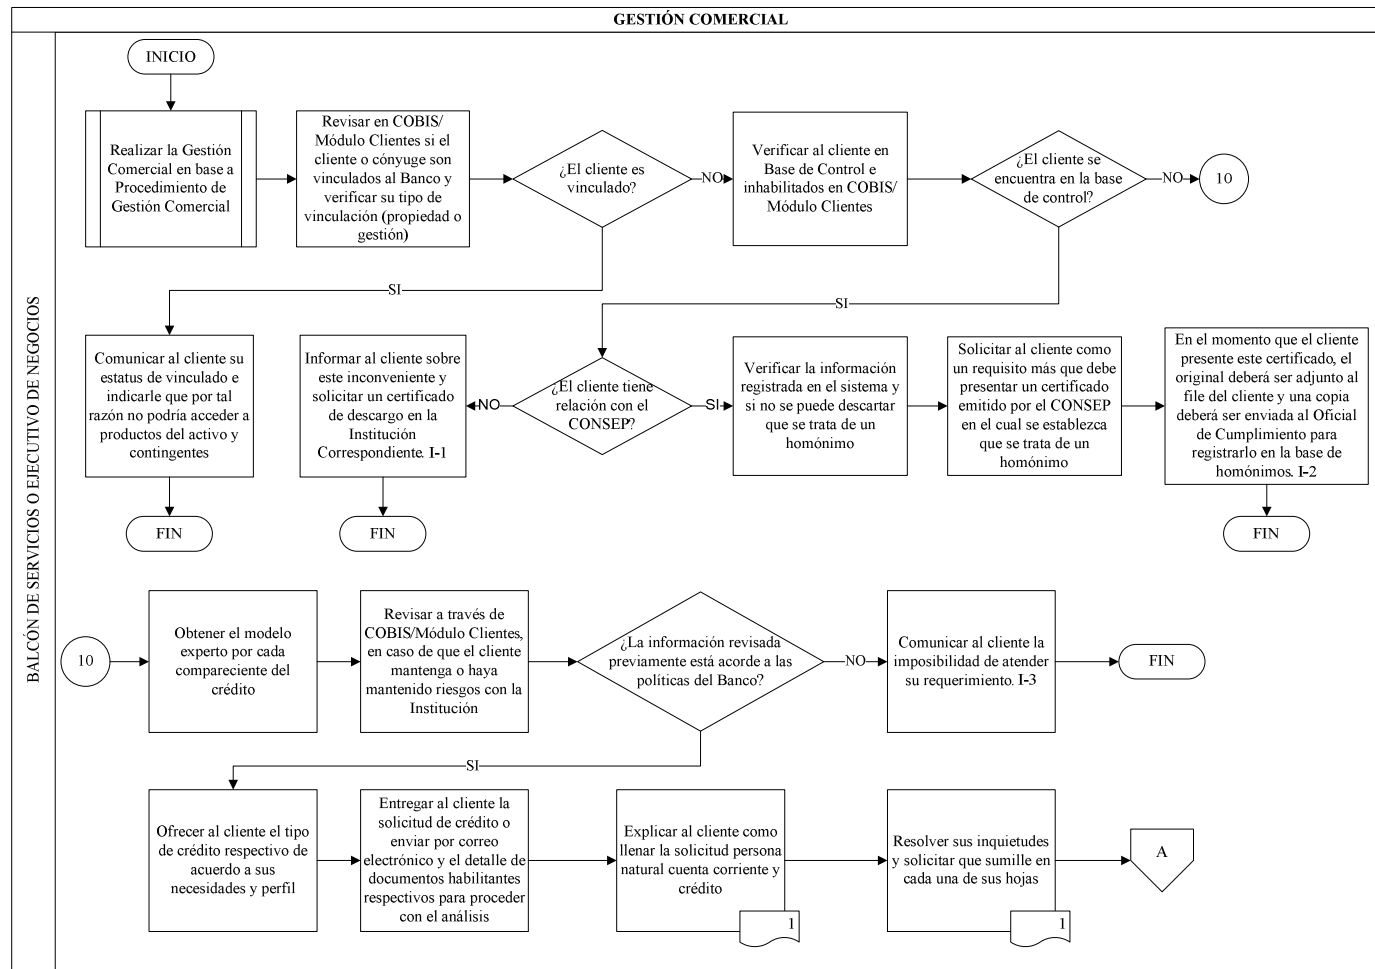 GESTIÓN COMERCIAL
BALCÓN DE SERVICIOS O EJECUTIVO DE NEGOCIOS
INICIO
Realizar la Gestión
Comercial en base a
Procedimiento de
Gestión Comercial
Revisar en COBIS/
Módulo Clientes si el
cliente o cónyuge son
vinculados al Banco y
verificar su tipo de
vinculación (propiedad o
gestión)
¿El cliente es
vinculado?
NO
Verificar al cliente en
Base de Control e
inhabilitados en COBIS/
Módulo Clientes
¿El cliente se
encuentra en la base
de control?
NO
10
SI
SI
Comunicar al cliente su
estatus de vinculado e
indicarle que por tal
razón no podría acceder a
productos del activo y
contingentes
FIN
Informar al cliente sobre
este inconveniente y
solicitar un certificado
de descargo en la
Institución
Correspondiente. I-1
FIN
NO
¿El cliente tiene
relación con el
CONSEP?
SI
Verificar la información
registrada en el sistema y
si no se puede descartar
que se trata de un
homónimo
Solicitar al cliente como
un requisito más que debe
presentar un certificado
emitido por el CONSEP
en el cual se establezca
que se trata de un
homónimo
En el momento que el cliente
presente este certificado, el
original deberá ser adjunto al
file del cliente y una copia
deberá ser enviada al Oficial
de Cumplimiento para
registrarlo en la base de
homónimos. I-2
FIN
10
Obtener el modelo
experto por cada
compareciente del
crédito
Revisar a través de
COBIS/Módulo Clientes,
en caso de que el cliente
mantenga o haya
mantenido riesgos con la
Institución
¿La información revisada
previamente está acorde a las
políticas del Banco?
NO
Comunicar al cliente la
imposibilidad de atender
su requerimiento. I-3
FIN
SI
Ofrecer al cliente el tipo
de crédito respectivo de
acuerdo a sus
necesidades y perfil
Entregar al cliente la
solicitud de crédito o
enviar por correo
electrónico y el detalle de
documentos habilitantes
respectivos para proceder
con el análisis
Explicar al cliente como
llenar la solicitud persona
natural cuenta corriente y
crédito
1
Resolver sus inquietudes
y solicitar que sumille en
cada una de sus hojas
1
A